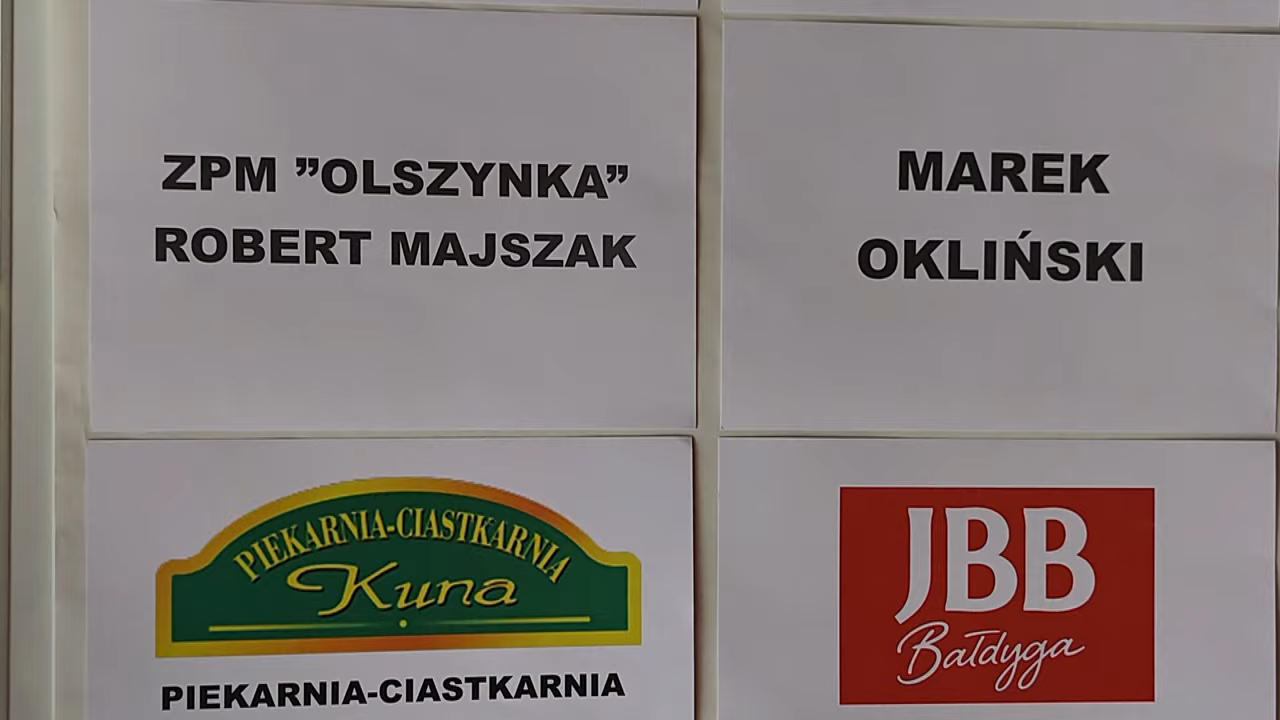 ZPM ”OLSZYNKA”
ROBERT MAJSZAK
MAREK
OKLIŃSKI
PIEKARNIA-CIASTKARNIA
Kuna
PIEKARNIA-CIASTKARNIA
JBB
Bałdyga